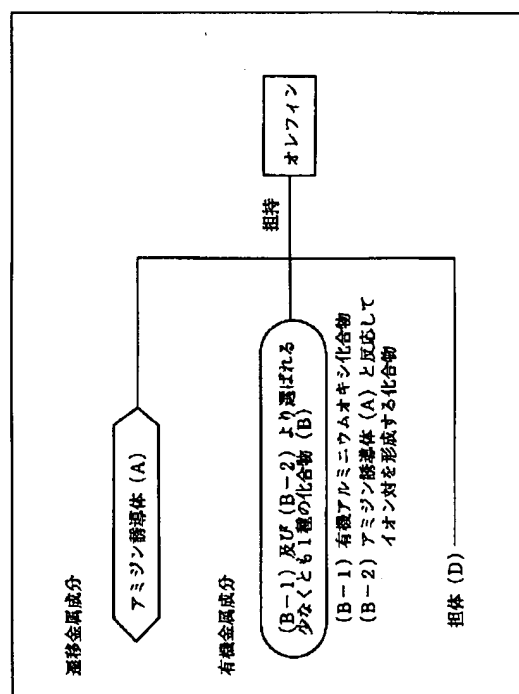 遷移金属成分
アミジン誘導体 (A)
有機金属成分
(B-1) 及び (B-2) より選ばれる
少なくとも1種の化合物 (B)
(B-1) 有機アルミニウムオキシ化合物
(B-2) アミジン誘導体 (A) と反応して
イオン対を形成する化合物
担体 (D)
担持
オレフィン